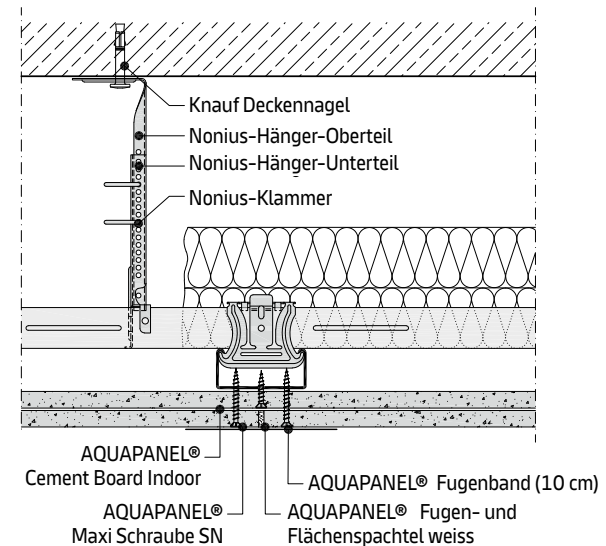 Knauf Deckennagel
Nonius-Hänger-Oberteil
Nonius-Hänger-Unterteil
Nonius-Klammer
AQUAPANEL®
Cement Board Indoor
AQUAPANEL® Fugenband (10 cm)
AQUAPANEL®
Maxi Schraube SN
AQUAPANEL® Fugen- und
Flächenspachtel weiss